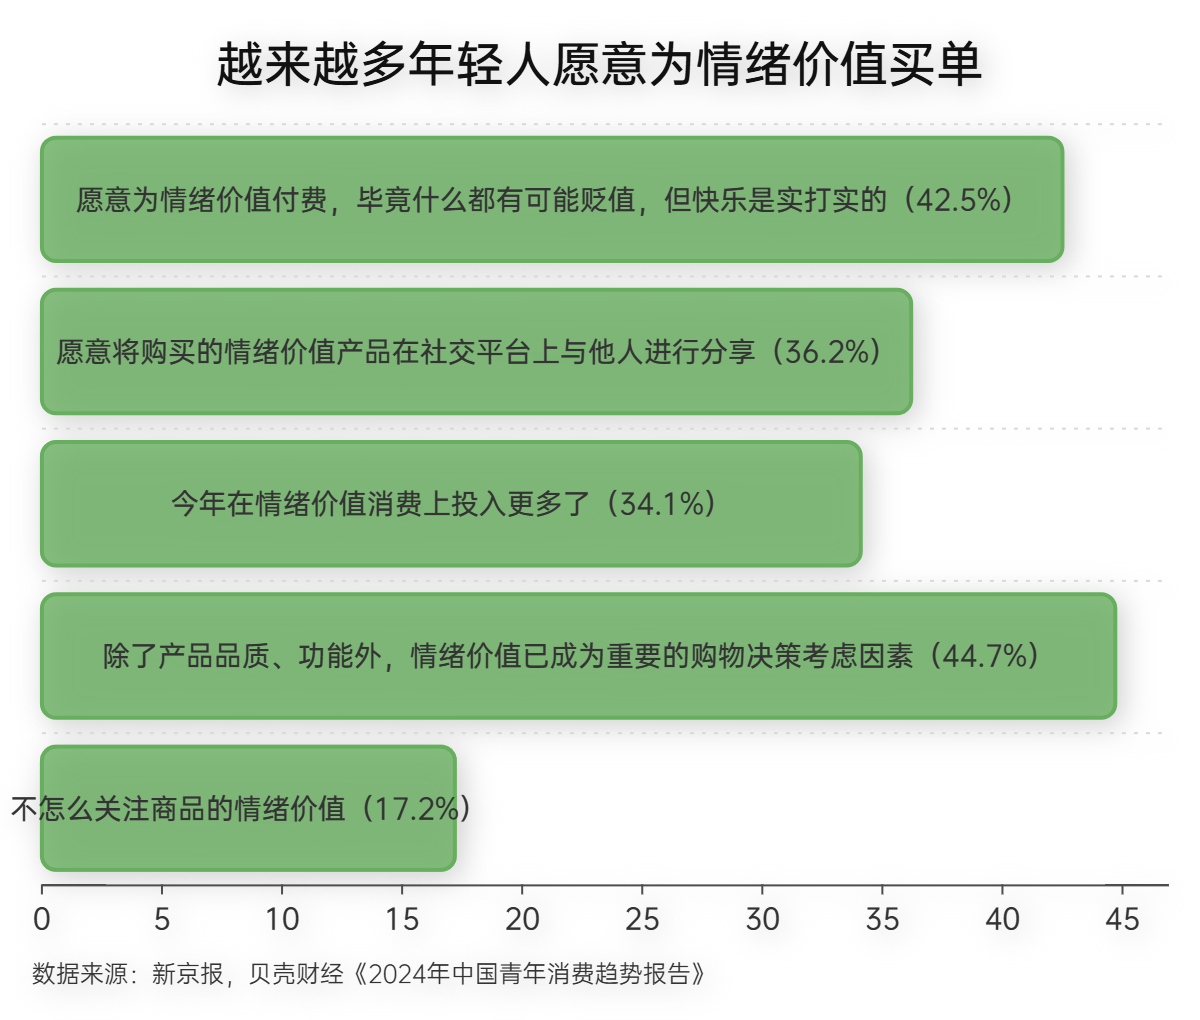 越来越多年轻人愿意为情绪价值买单
愿意为情绪价值付费，毕竟什么都有可能贬值，但快乐是实打实的（42.5%）
愿意将购买的情绪价值产品在社交平台上与他人进行分享（36.2%）
今年在情绪价值消费上投入更多了（34.1%）
除了产品品质、功能外，情绪价值已成为重要的购物决策考虑因素（44.7%）
不怎么关注商品的情绪价值（17.2%）
0 5 10 15 20 25 30 35 40 45
数据来源：新京报，贝壳财经《2024年中国青年消费趋势报告》